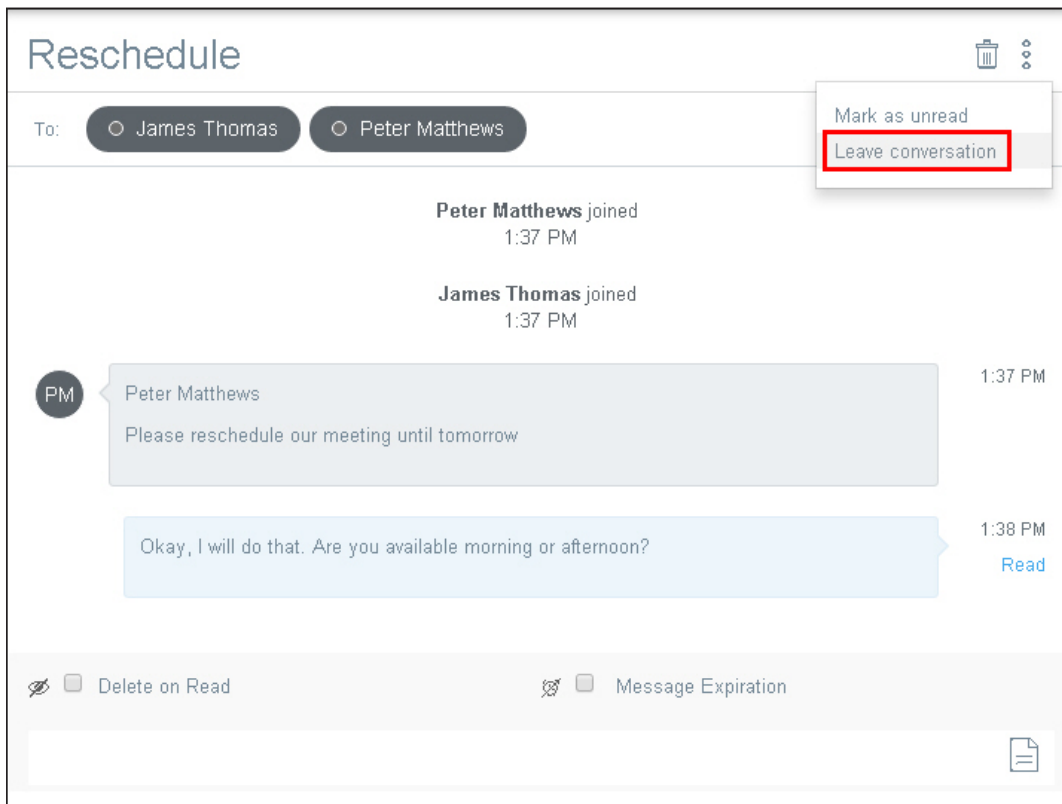 Reschedule
To: James Thomas Peter Matthews
Mark as unread
Leave conversation
Peter Matthews joined
1:37 PM
James Thomas joined
1:37 PM
PM
Peter Matthews
1:37 PM
Please reschedule our meeting until tomorrow
Okay, I will do that. Are you available morning or afternoon?
1:38 PM
Read
Delete on Read
Message Expiration